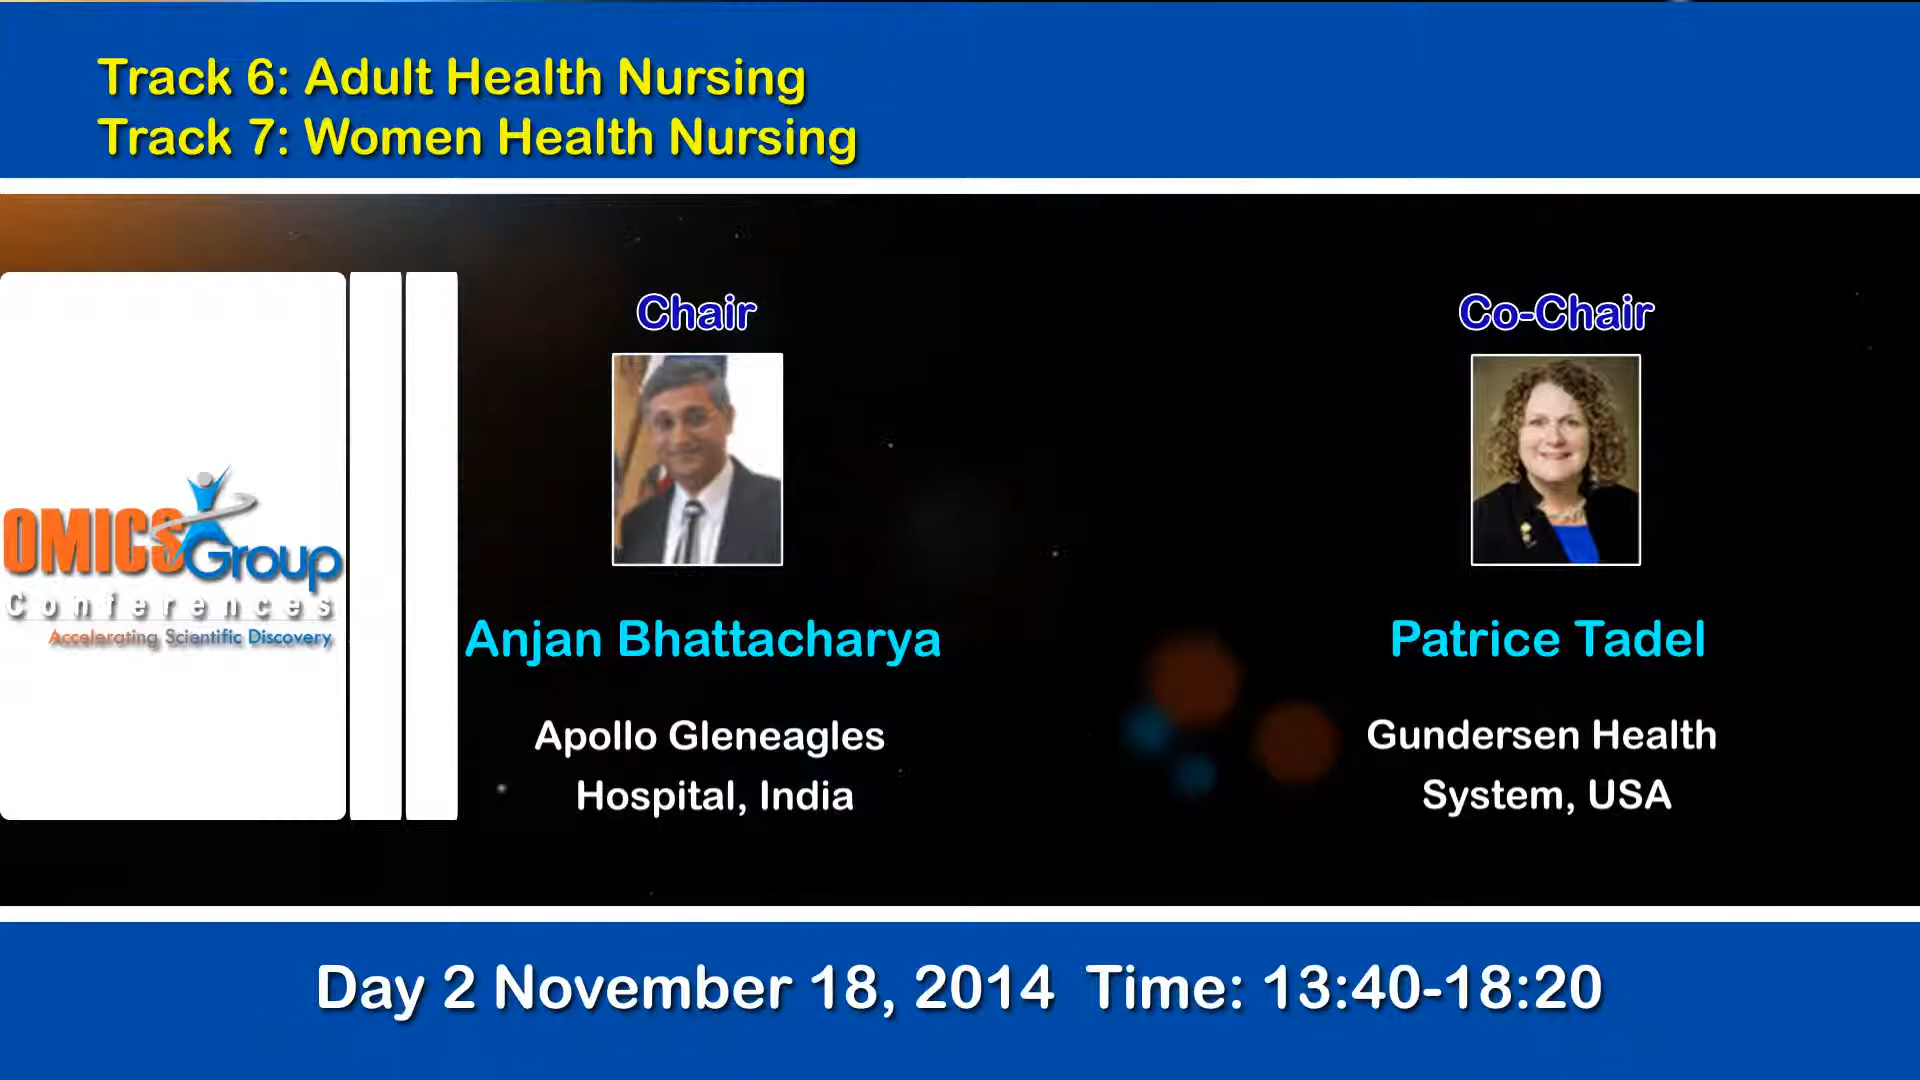 Track 6: Adult Health Nursing
Track 7: Women Health Nursing
OMICS Group
Conferences
Accelerating Scientific Discovery
Chair
Anjan Bhattacharya
Apollo Gleneagles
Hospital, India
Co-Chair
Patrice Tadel
Gundersen Health
System, USA
Day 2 November 18, 2014 Time: 13:40-18:20